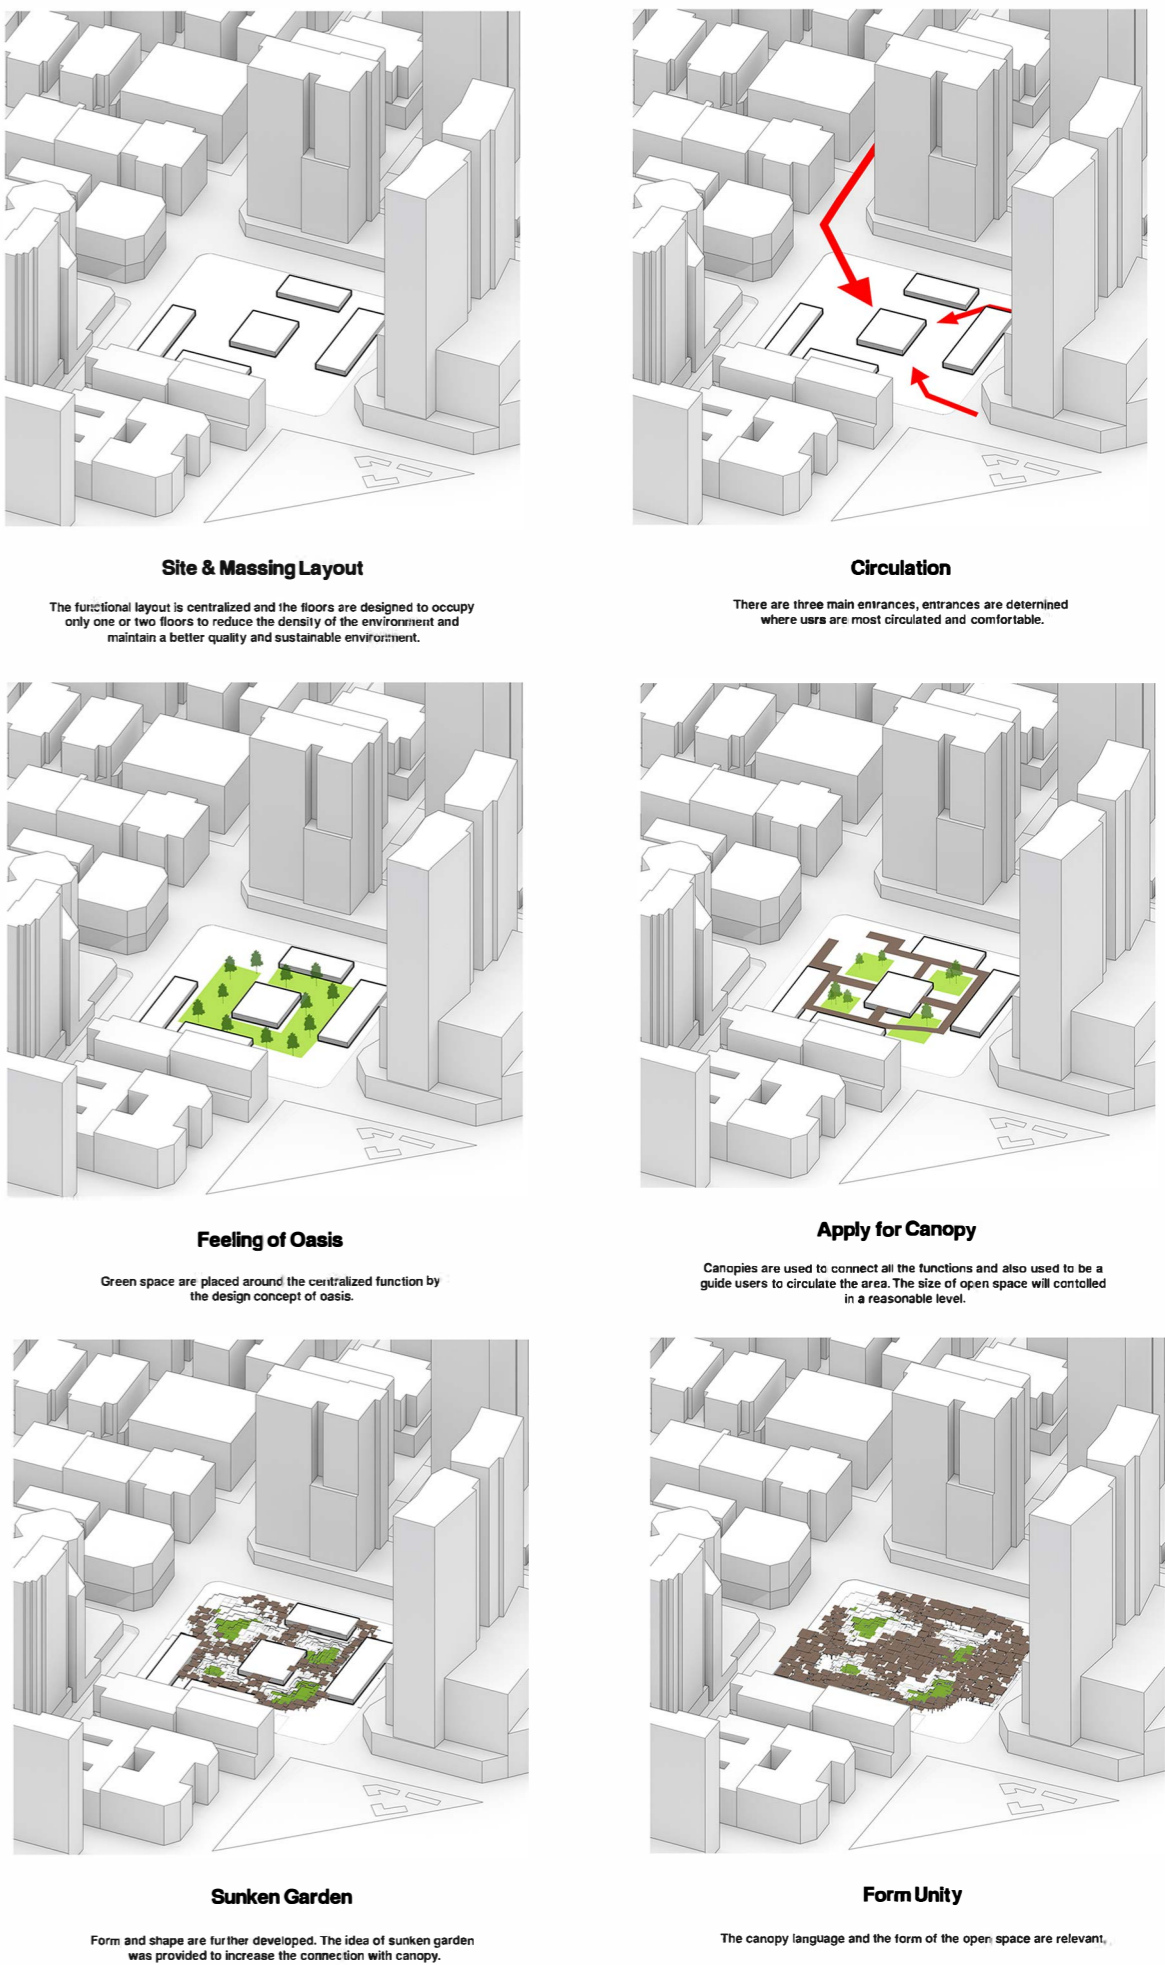 Site & Massing Layout
The functional layout is centralized and the floors are designed to occupy
only one or two floors to reduce the density of the environment and
maintain a better quality and sustainable environment.
Circulation
There are three main entrances, entrances are deternined
where usrs are most circulated and comfortable.
Feeling of Oasis
Green space are placed around the centralized function by
the design concept of oasis.
Apply for Canopy
Canopies are used to connect all the functions and also used to be a
guide users to circulate the area. The size of open space will contolled
in a reasonable level.
Sunken Garden
Form and shape are further developed. The idea of sunken garden
was provided to increase the connection with canopy.
Form Unity
The canopy language and the form of the open space are relevant.